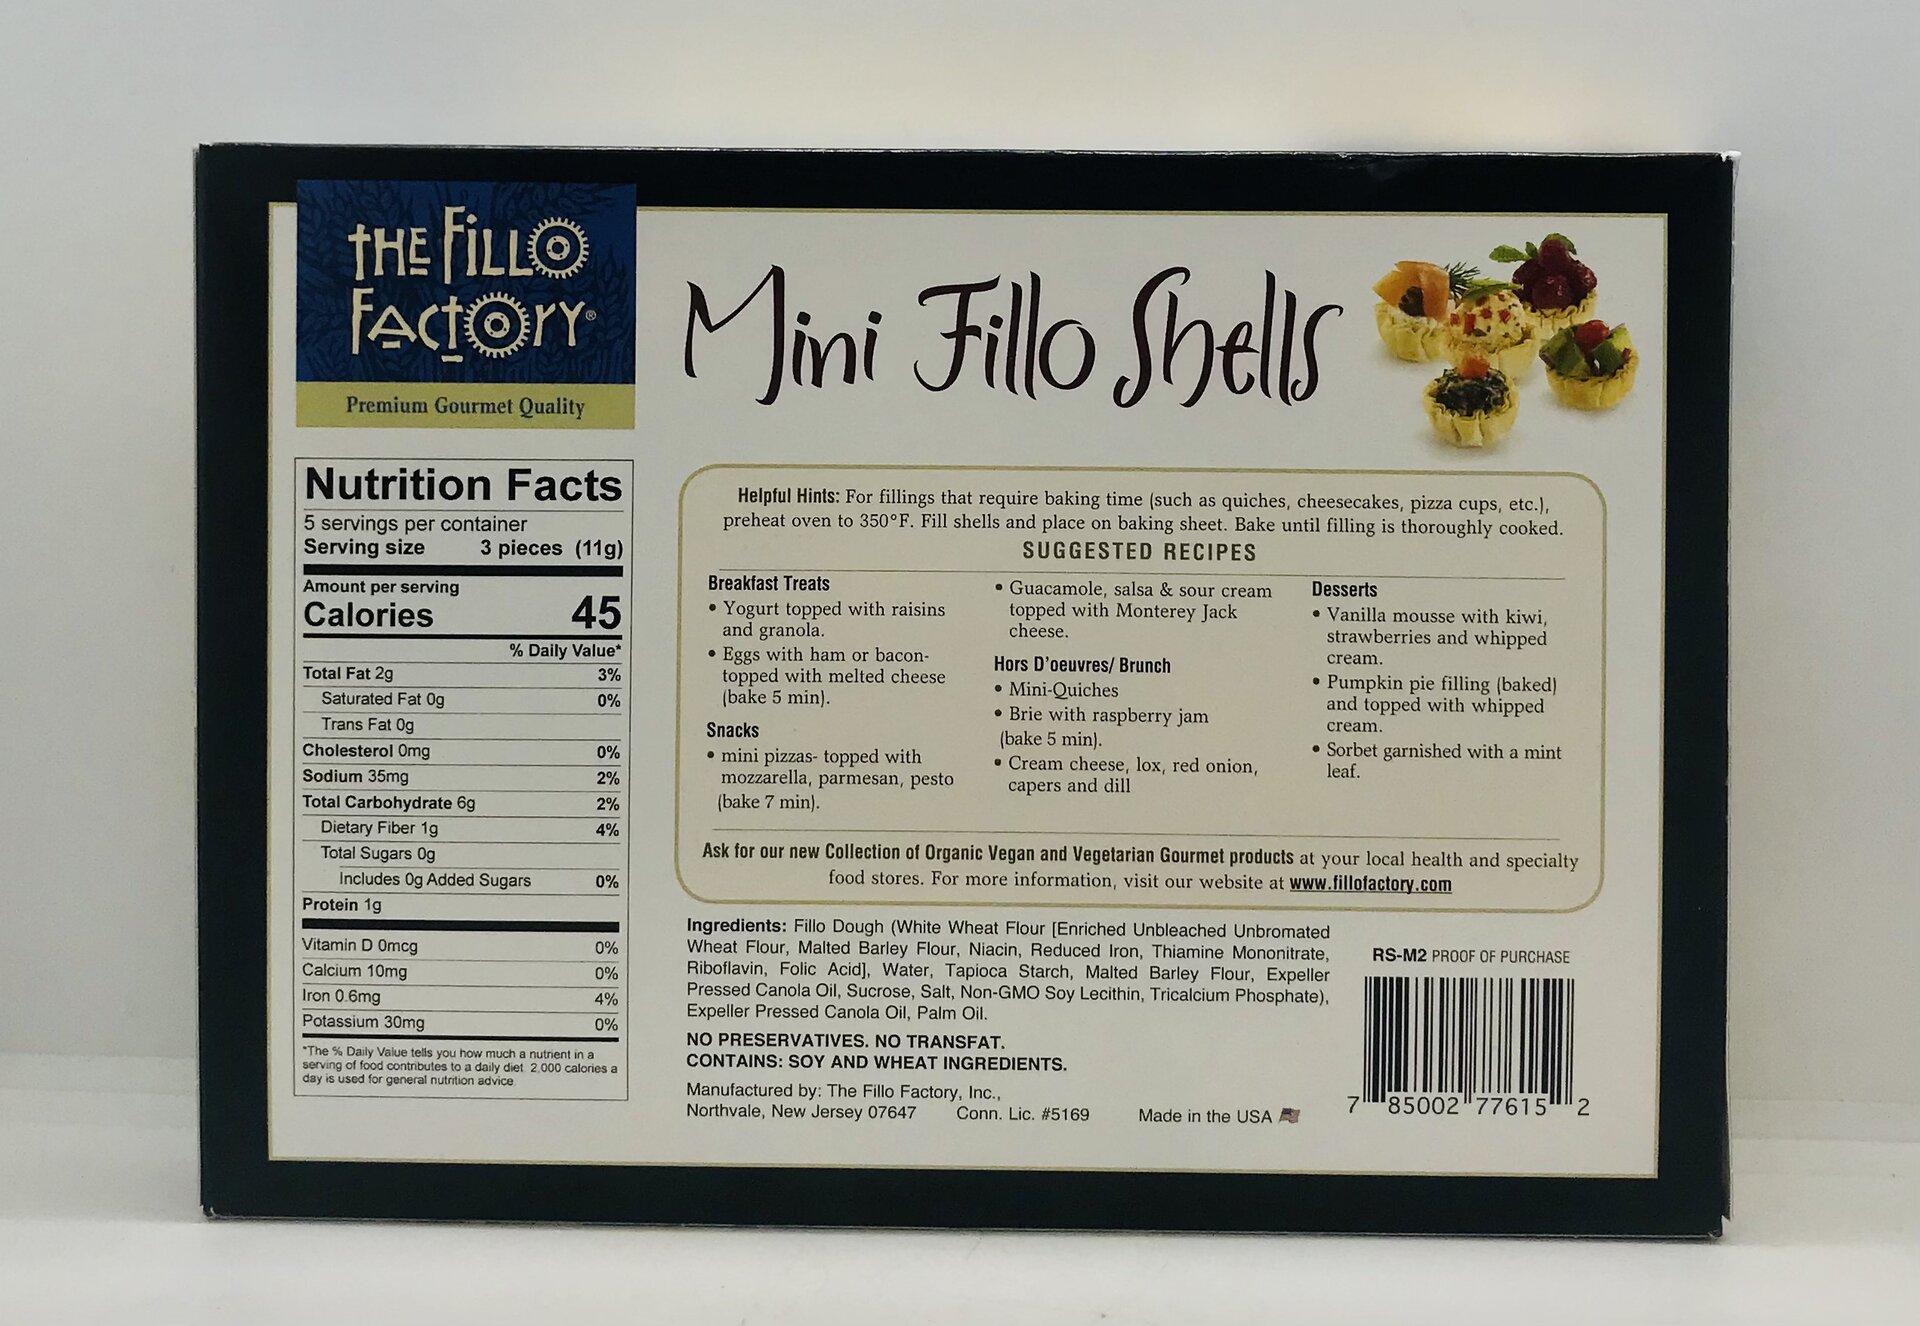 THE FILLO
FACTORY®
Premium Gourmet Quality
Mini Fillo Shells
Nutrition Facts
5 servings per container
Serving size 3 pieces (11g)
Amount per serving
Calories 45
% Daily Value*
Total Fat 2g 3%
Saturated Fat 0g 0%
Trans Fat 0g
Cholesterol 0mg 0%
Sodium 35mg 2%
Total Carbohydrate 6g 2%
Dietary Fiber 1g 4%
Total Sugars 0g
Includes 0g Added Sugars 0%
Protein 1g
Vitamin D 0mcg 0%
Calcium 10mg 0%
Iron 0.6mg 4%
Potassium 30mg 0%
*The % Daily Value tells you how much a nutrient in a
serving of food contributes to a daily diet. 2,000 calories a
day is used for general nutrition advice.
Helpful Hints: For fillings that require baking time (such as quiches, cheesecakes, pizza cups, etc.),
preheat oven to 350°F. Fill shells and place on baking sheet. Bake until filling is thoroughly cooked.
SUGGESTED RECIPES
Breakfast Treats
• Yogurt topped with raisins
and granola.
• Eggs with ham or bacon-
topped with melted cheese
(bake 5 min).
Snacks
• mini pizzas- topped with
mozzarella, parmesan, pesto
(bake 7 min).
• Guacamole, salsa & sour cream
topped with Monterey Jack
cheese.
Hors D'oeuvres/ Brunch
• Mini-Quiches
• Brie with raspberry jam
(bake 5 min).
• Cream cheese, lox, red onion,
capers and dill
Desserts
• Vanilla mousse with kiwi,
strawberries and whipped
cream.
• Pumpkin pie filling (baked)
and topped with whipped
cream.
• Sorbet garnished with a mint
leaf.
Ask for our new Collection of Organic Vegan and Vegetarian Gourmet products at your local health and specialty
food stores. For more information, visit our website at www.fillofactory.com
Ingredients: Fillo Dough (White Wheat Flour [Enriched Unbleached Unbromated
Wheat Flour, Malted Barley Flour, Niacin, Reduced Iron, Thiamine Mononitrate,
Riboflavin, Folic Acid], Water, Tapioca Starch, Malted Barley Flour, Expeller
Pressed Canola Oil, Sucrose, Salt, Non-GMO Soy Lecithin, Tricalcium Phosphate),
Expeller Pressed Canola Oil, Palm Oil.
NO PRESERVATIVES. NO TRANSFAT.
CONTAINS: SOY AND WHEAT INGREDIENTS.
Manufactured by: The Fillo Factory, Inc.,
Northvale, New Jersey 07647 Conn. Lic. #5169 Made in the USA
RS-M2 PROOF OF PURCHASE
7 85002 77615 2